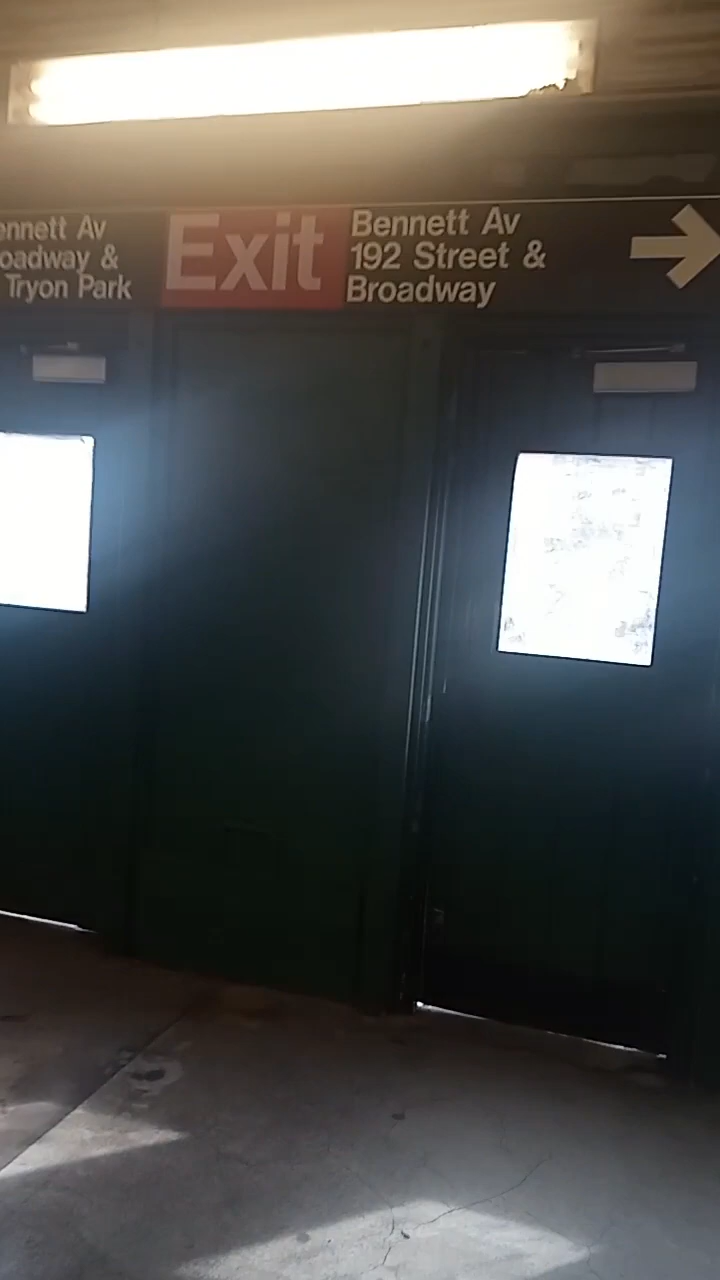 ennett Av
oadway &
Tryon Park
Exit
Bennett Av
192 Street &
Broadway